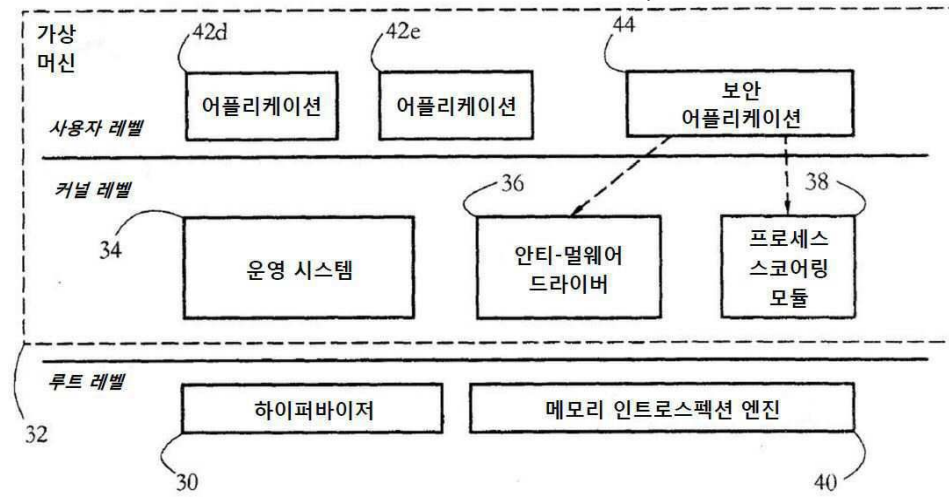 가상
머신
42d
42e
44
어플리케이션
어플리케이션
보안
어플리케이션
사용자 레벨
커널 레벨
36
38
34
운영 시스템
안티-멀웨어
드라이버
프로세스
스코어링
모듈
루트 레벨
하이퍼바이저
메모리 인트로스펙션 엔진
32
30
40